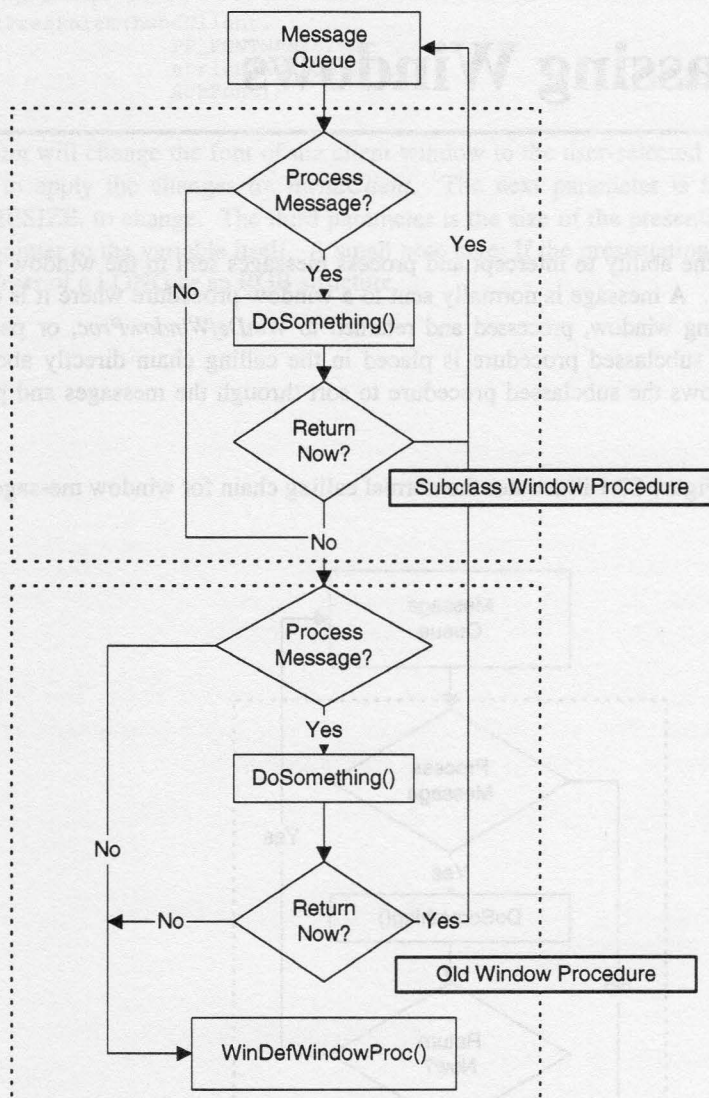 Message
Queue
Process
Message?
Yes
No
Yes
DoSomething()
Return
Now?
Subclass Window Procedure
No
Process
Message?
Yes
DoSomething()
No
Return
Now?
No
Yes
Old Window Procedure
WinDefWindowProc()